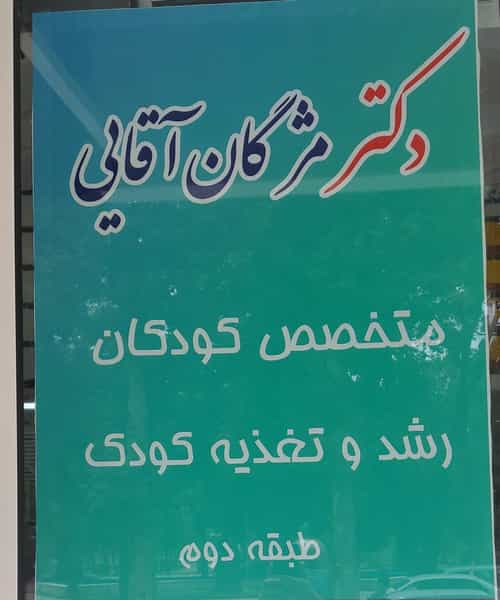 دکتر مژگان آقایی
متخصص کودکان
رشد و تغذیه کودک
طبقه دوم